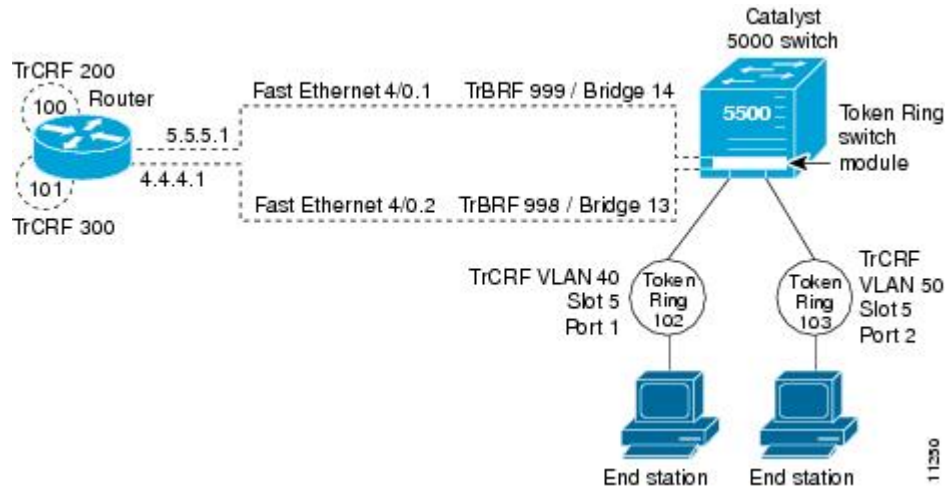 Catalyst
5000 switch
TrCRF 200
100
Router
Fast Ethernet 4/0.1
TrBRF 999 / Bridge 14
5500
Token Ring
switch
module
5.5.5.1
101
4.4.4.1
TrCRF 300
Fast Ethernet 4/0.2
TrBRF 998 / Bridge 13
TrCRF VLAN 40
Slot 5
Port 1
Token
Ring
102
Token
Ring
103
TrCRF
VLAN 50
Slot 5
Port 2
End station
End station
11250